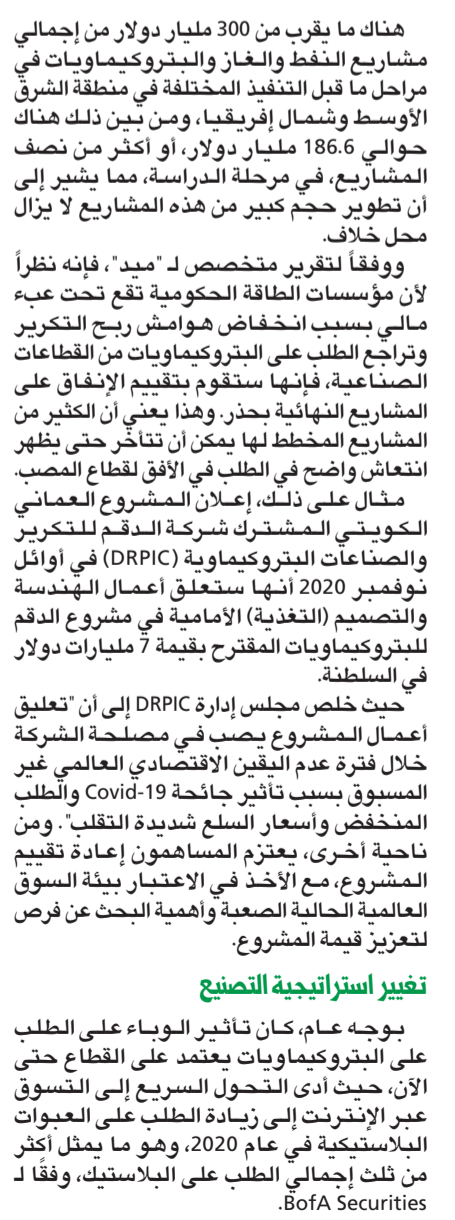 هناك ما يقرب من 300 مليار دولار من إجمالي
مشاريع النفط والغاز والبتروكيماويات في
مراحل ما قبل التنفيذ المختلفة في منطقة الشرق
الأوسط وشمال إفريقيا، ومن بين ذلك هناك
حوالي 186.6 مليار دولار، أو أكثر من نصف
المشاريع، في مرحلة الدراسة، مما يشير إلى
أن تطوير حجم كبير من هذه المشاريع لا يزال
محل خلاف.
ووفقاً لتقرير متخصص لـ "ميد"، فإنه نظراً
لأن مؤسسات الطاقة الحكومية تقع تحت عبء
مالي بسبب انخفاض هوامش ربح التكرير
وتراجع الطلب على البتروكيماويات من القطاعات
الصناعية، فإنها ستقوم بتقييم الإنفاق على
المشاريع النهائية بحذر. وهذا يعني أن الكثير من
المشاريع المخطط لها يمكن أن تتأخر حتى يظهر
انتعاش واضح في الطلب في الأفق لقطاع المصب.
مثال على ذلك، إعلان المشروع العماني
الكويتي المشترك شركة الدقم للتكرير
والصناعات البتروكيماوية (DRPIC) في أوائل
نوفمبر 2020 أنها ستعلق أعمال الهندسة
والتصميم (التغذية) الأمامية في مشروع الدقم
للبتروكيماويات المقترح بقيمة 7 مليارات دولار
في السلطنة.
حيث خلص مجلس إدارة DRPIC إلى أن "تعليق
أعمال المشروع يصب في مصلحة الشركة
خلال فترة عدم اليقين الاقتصادي العالمي غير
المسبوق بسبب تأثير جائحة Covid-19 والطلب
المنخفض وأسعار السلع شديدة التقلب". ومن
ناحية أخرى، يعتزم المساهمون إعادة تقييم
المشروع، مع الأخذ في الاعتبار بيئة السوق
العالمية الحالية الصعبة وأهمية البحث عن فرص
لتعزيز قيمة المشروع.
تغيير استراتيجية التصنيع
بوجه عام، كان تأثير الوباء على الطلب
على البتروكيماويات يعتمد على القطاع حتى
الآن، حيث أدى التحول السريع إلى التسوق
عبر الإنترنت إلى زيادة الطلب على العبوات
البلاستيكية في عام 2020، وهو ما يمثل أكثر
من ثلث إجمالي الطلب على البلاستيك، وفقًا لـ
BofA Securities.